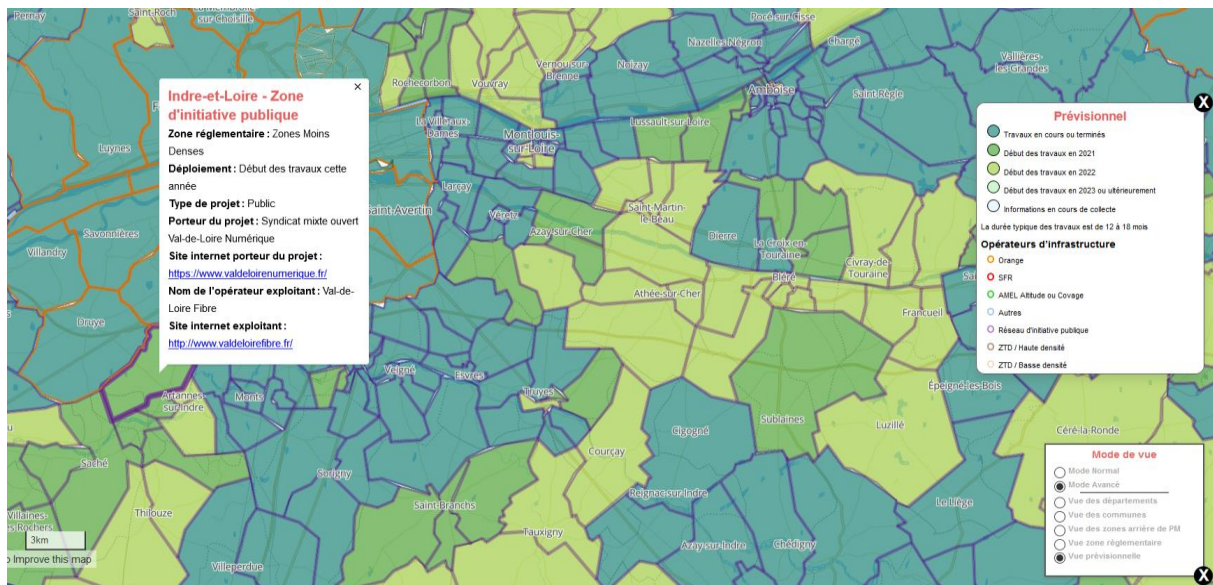 Pernay
Saint-Roch
sur Choisille
Rochecorbon
Vouvray
Vernou-sur-
Brenne
Noizay
Nazelles Négron
Pocé-sur-Cisse
Chargé
Amboise
Saint-Règle
Vallières-
les-Grandes
Luynes
La Ville-aux-
Dames
Montlouis-
sur-Loire
Lussault-sur-Loire
×
Indre-et-Loire - Zone
d'initiative publique
Zone réglementaire : Zones Moins
Denses
Déploiement : Début des travaux cette
année
Type de projet : Public
Porteur du projet : Syndicat mixte ouvert
Val-de-Loire Numérique
Site internet porteur du projet :
https://www.valdeloirenumerique.fr/
Nom de l'opérateur exploitant : Val-de-
Loire Fibre
Site internet exploitant :
http://www.valdeloirefibre.fr/
Larçay
Saint Avertin
Véretz
Azay-sur-Cher
Saint-Martin-
le-Beau
Dierre
La Croix-en-
Touraine
Bléré
Civray-de-
Touraine
Savonnières
Villandry
Druye
Athée-sur-Cher
Francueil
Épeigné-les-Bois
Artannes
sur-Indre
Monts
Veigné
Esvres
Truyes
Cigogné
Sublaines
Luzillé
Céré-la-Ronde
Courçay
Saché
Sorigny
Saint-Branchs
Reignac-sur-Indre
Le Liège
Thilouze
Tauxigny
Azay-sur-Indre
Chédigny
Villaines-
les-Rochers
Villeperdue
3km
Improve this map
X
Prévisionnel
Travaux en cours ou terminés
Début des travaux en 2021
Début des travaux en 2022
Début des travaux en 2023 ou ultérieurement
Informations en cours de collecte
La durée typique des travaux est de 12 à 18 mois
Opérateurs d'infrastructure
Orange
SFR
AMEL Altitude ou Covage
Autres
Réseau d'initiative publique
ZTD / Haute densité
ZTD / Basse densité
Mode de vue
Mode Normal
Mode Avancé
Vue des départements
Vue des communes
Vue des zones arrière de PM
Vue zone réglementaire
Vue prévisionnelle
X